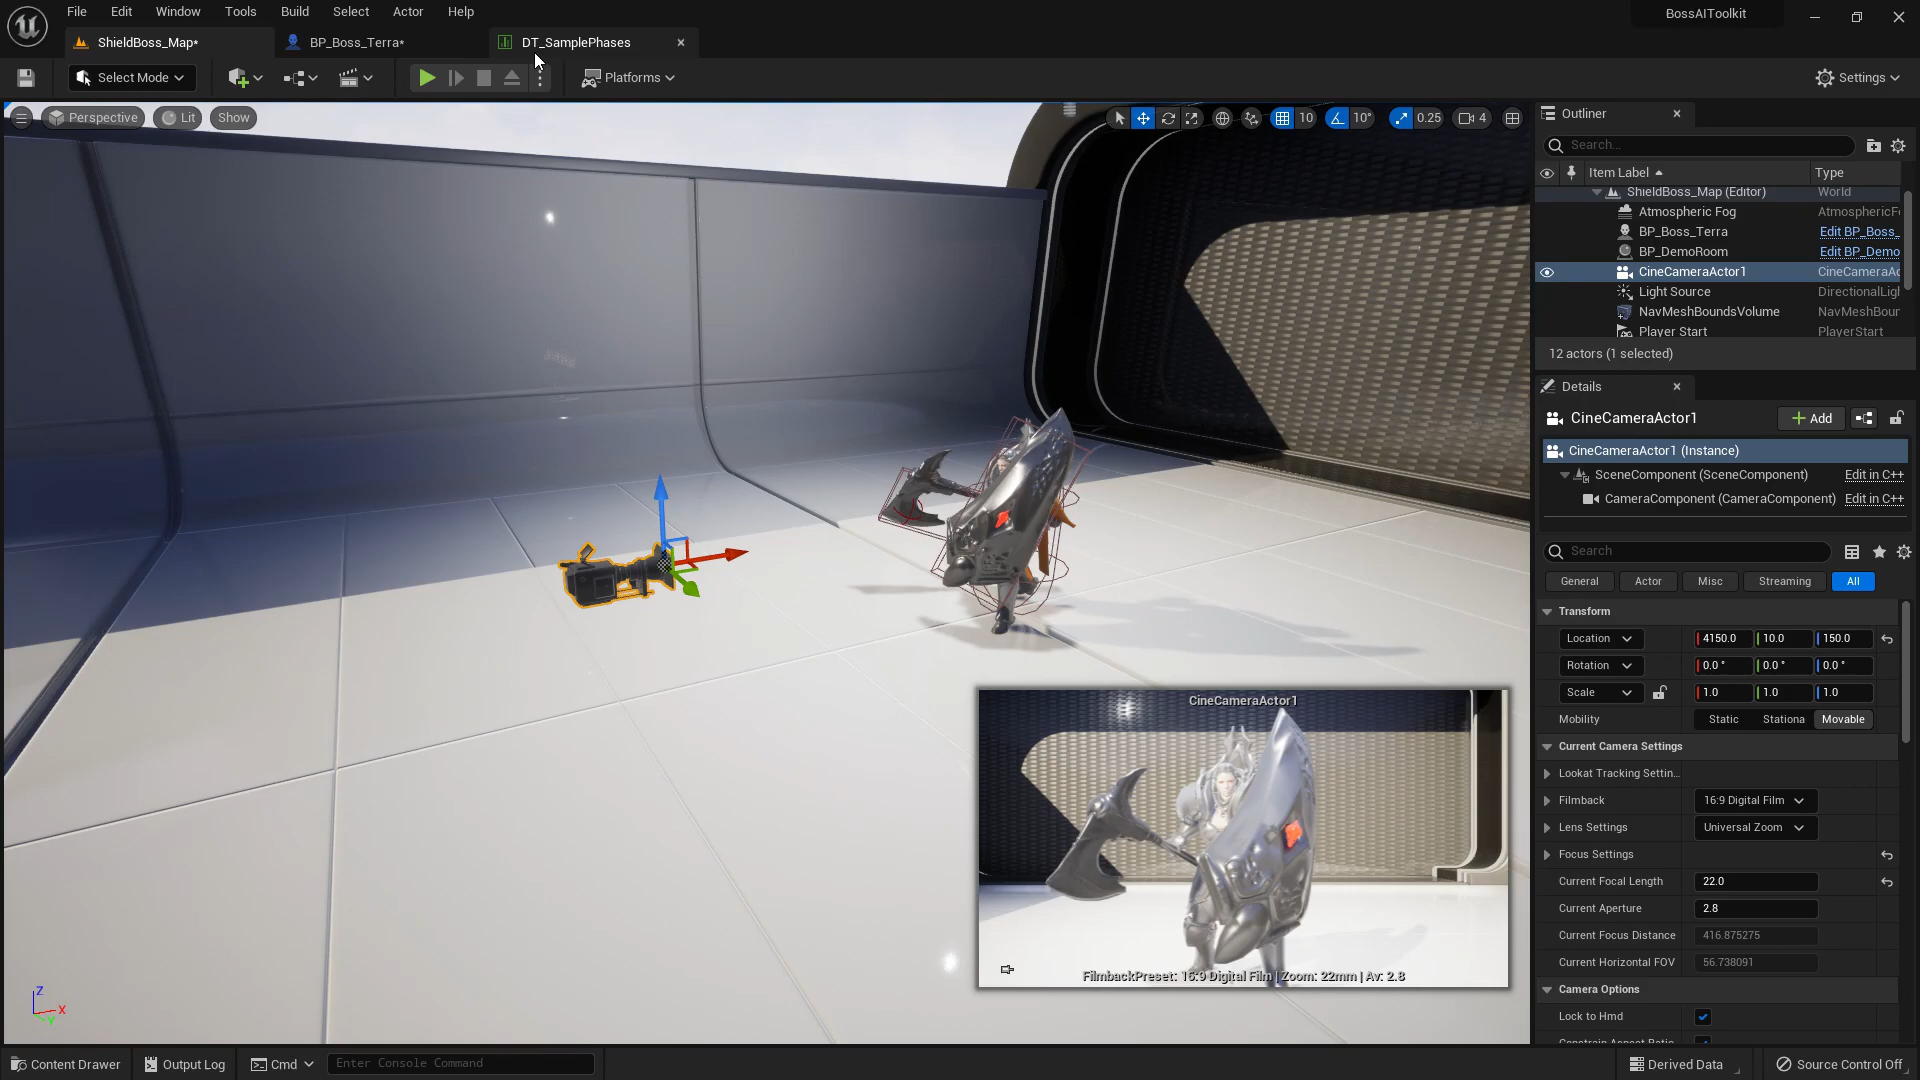 File Edit Window Tools Build Select Actor Help
BossAIToolkit
ShieldBoss_Map* BP_Boss_Terra* DT_SamplePhases
Select Mode Platforms Settings
Perspective Lit Show 10 10° 0.25 4
Outliner
Search...
Item Label Type
ShieldBoss_Map (Editor) World
Atmospheric Fog AtmosphericFo
BP_Boss_Terra Edit BP_Boss_
BP_DemoRoom Edit BP_Demo
CineCameraActor1 CineCameraAc
Light Source DirectionalLigh
NavMeshBoundsVolume NavMeshBoun
Player Start PlayerStart
12 actors (1 selected)
Details
CineCameraActor1 Add
CineCameraActor1 (Instance)
SceneComponent (SceneComponent) Edit in C++
CameraComponent (CameraComponent) Edit in C++
Search
General Actor Misc Streaming All
Transform
Location 4150.0 10.0 150.0
Rotation 0.0 ° 0.0 ° 0.0 °
Scale 1.0 1.0 1.0
Mobility Static Stationa Movable
Current Camera Settings
Lookat Tracking Settin...
Filmback 16:9 Digital Film
Lens Settings Universal Zoom
Focus Settings
Current Focal Length 22.0
Current Aperture 2.8
Current Focus Distance 416.875275
Current Horizontal FOV 56.738091
Camera Options
Lock to Hmd
Constrain Aspect Ratio
CineCameraActor1
FilmbackPreset: 16:9 Digital Film | Zoom: 22mm | Av: 2.8
Z
X
Y
Content Drawer Output Log Cmd Enter Console Command Derived Data Source Control Off